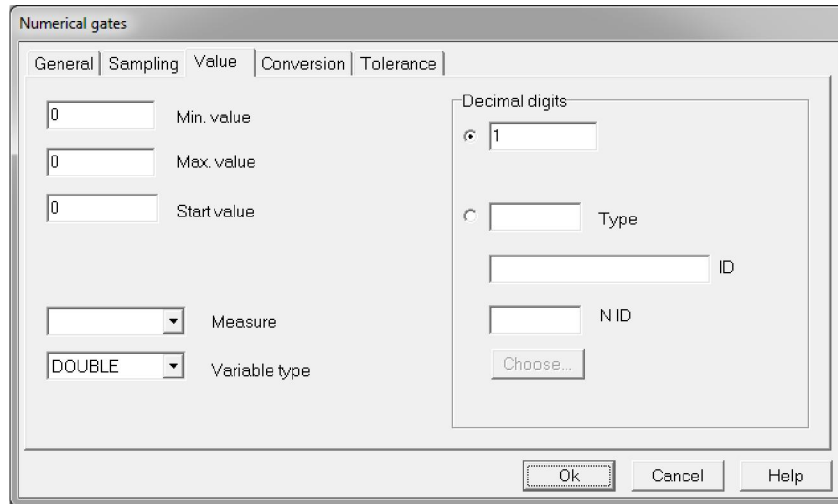 Numerical gates
General Sampling Value Conversion Tolerance
0 Min. value
0 Max. value
0 Start value
Measure
DOUBLE Variable type
Decimal digits
1
Type
ID
N ID
Choose...
Ok Cancel Help